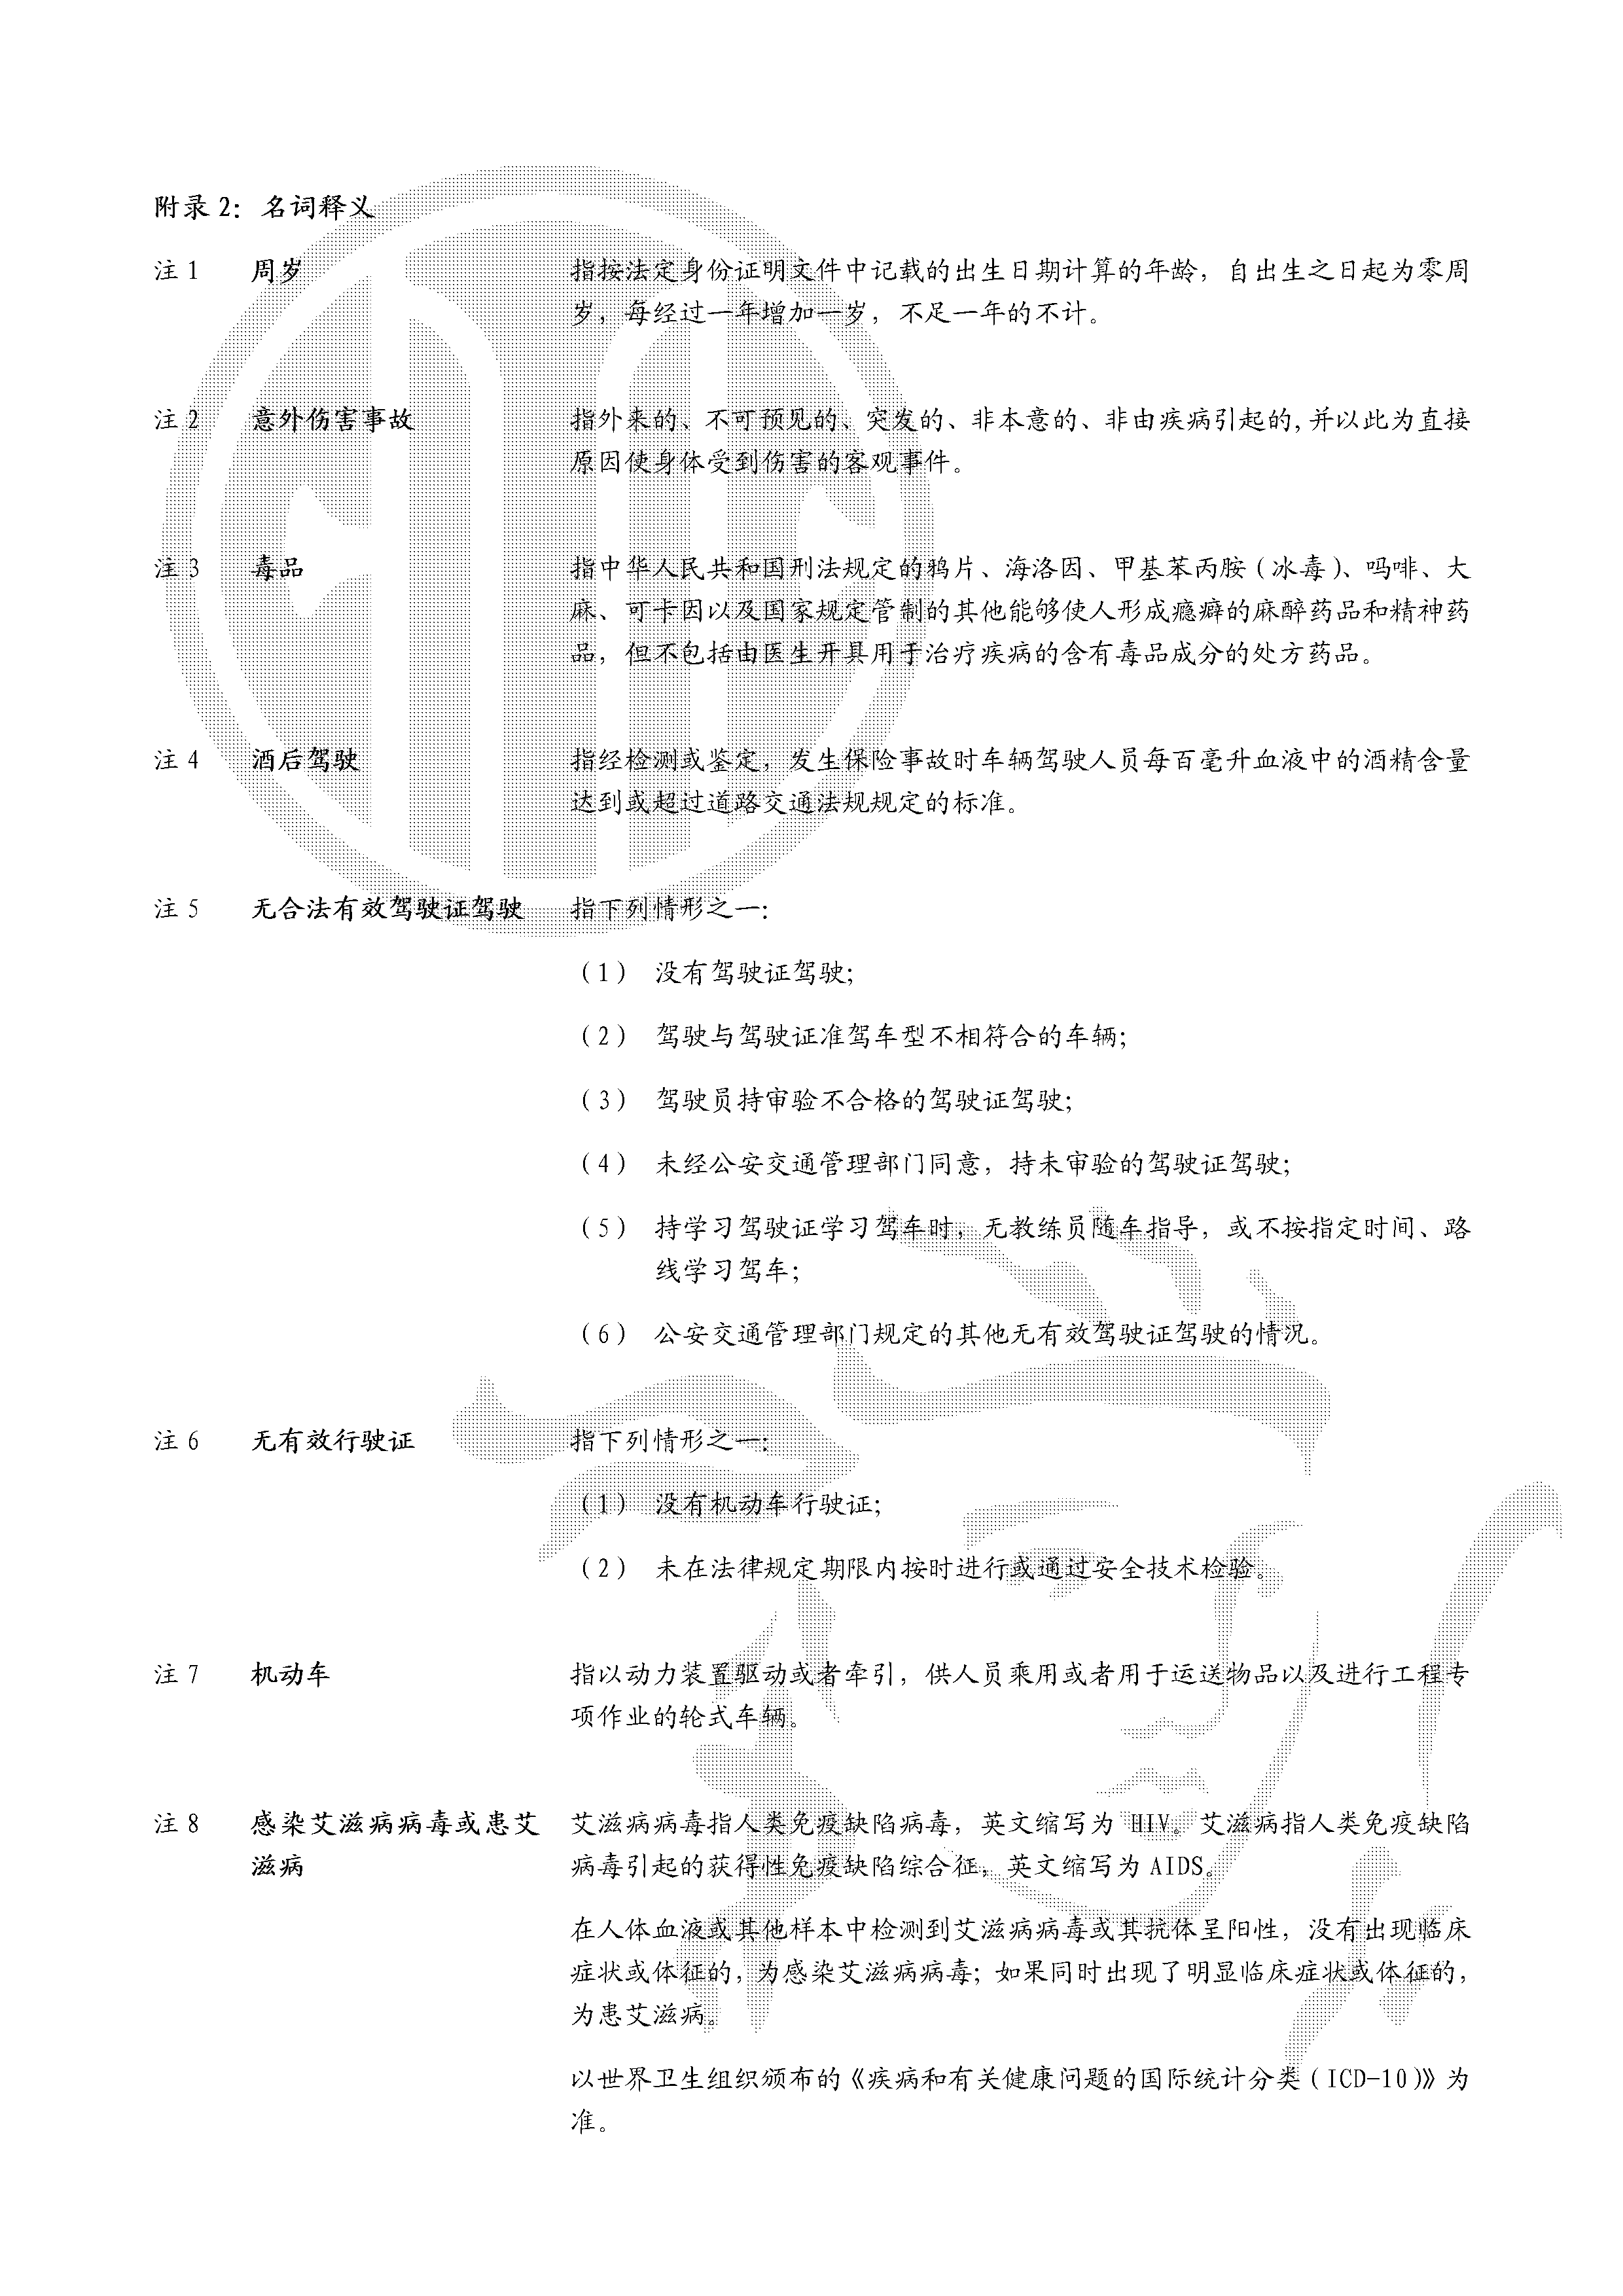 附录 2：名词释义
注 1 周岁 指按法定身份证明文件中记载的出生日期计算的年龄，自出生之日起为零周
岁，每经过一年增加一岁，不足一年的不计。
注 2 意外伤害事故 指外来的、不可预见的、突发的、非本意的、非由疾病引起的,并以此为直接
原因使身体受到伤害的客观事件。
注 3 毒品 指中华人民共和国刑法规定的鸦片、海洛因、甲基苯丙胺（冰毒）、吗啡、大
麻、可卡因以及国家规定管制的其他能够使人形成瘾癖的麻醉药品和精神药
品，但不包括由医生开具用于治疗疾病的含有毒品成分的处方药品。
注 4 酒后驾驶 指经检测或鉴定，发生保险事故时车辆驾驶人员每百毫升血液中的酒精含量
达到或超过道路交通法规规定的标准。
注 5 无合法有效驾驶证驾驶 指下列情形之一：
（1） 没有驾驶证驾驶；
（2） 驾驶与驾驶证准驾车型不相符合的车辆；
（3） 驾驶员持审验不合格的驾驶证驾驶；
（4） 未经公安交通管理部门同意，持未审验的驾驶证驾驶；
（5） 持学习驾驶证学习驾车时，无教练员随车指导，或不按指定时间、路
线学习驾车；
（6） 公安交通管理部门规定的其他无有效驾驶证驾驶的情况。
注 6 无有效行驶证 指下列情形之一：
（1） 没有机动车行驶证；
（2） 未在法律规定期限内按时进行或通过安全技术检验。
注 7 机动车 指以动力装置驱动或者牵引，供人员乘用或者用于运送物品以及进行工程专
项作业的轮式车辆。
注 8 感染艾滋病病毒或患艾 艾滋病病毒指人类免疫缺陷病毒，英文缩写为 HIV。艾滋病指人类免疫缺陷
滋病 病毒引起的获得性免疫缺陷综合征，英文缩写为 AIDS。
在人体血液或其他样本中检测到艾滋病病毒或其抗体呈阳性，没有出现临床
症状或体征的，为感染艾滋病病毒；如果同时出现了明显临床症状或体征的，
为患艾滋病。
以世界卫生组织颁布的《疾病和有关健康问题的国际统计分类（ICD-10）》为
准。